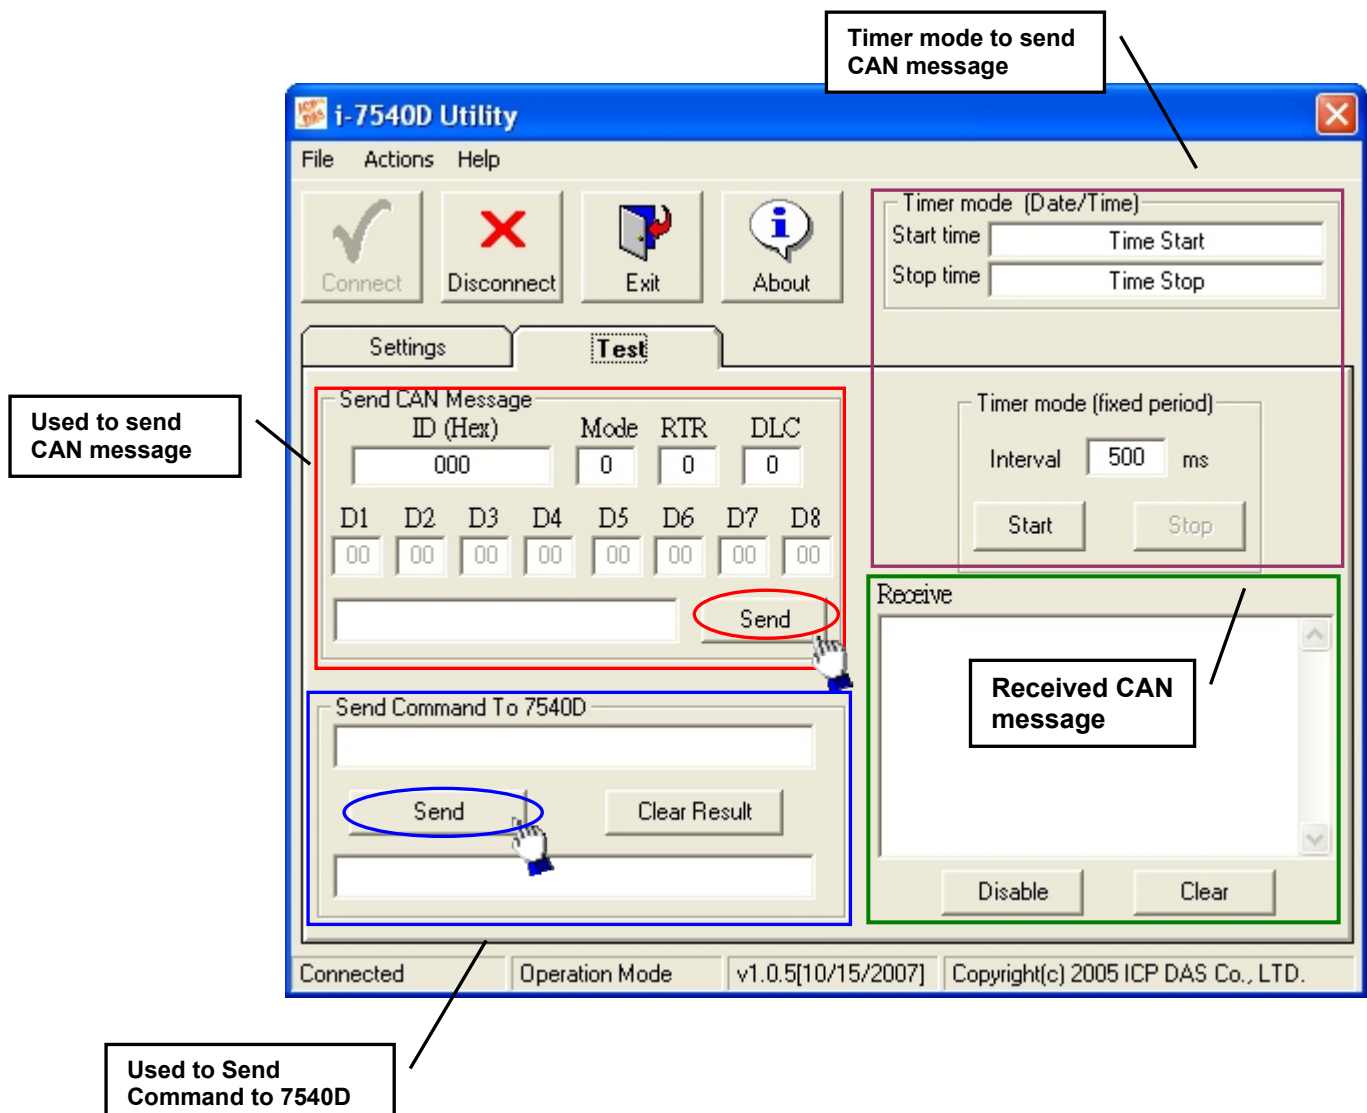 Timer mode to send
CAN message
ICP DAS
i-7540D Utility
File Actions Help
Connect Disconnect Exit About
Timer mode (Date/Time)
Start time Time Start
Stop time Time Stop
Settings Test
Used to send
CAN message
Send CAN Message
ID (Hex) Mode RTR DLC
000 0 0 0
D1 D2 D3 D4 D5 D6 D7 D8
00 00 00 00 00 00 00 00
Send
Timer mode (fixed period)
Interval 500 ms
Start Stop
Receive
Received CAN
message
Disable Clear
Send Command To 7540D
Send Clear Result
Connected Operation Mode v1.0.5[10/15/2007] Copyright(c) 2005 ICP DAS Co., LTD.
Used to Send
Command to 7540D